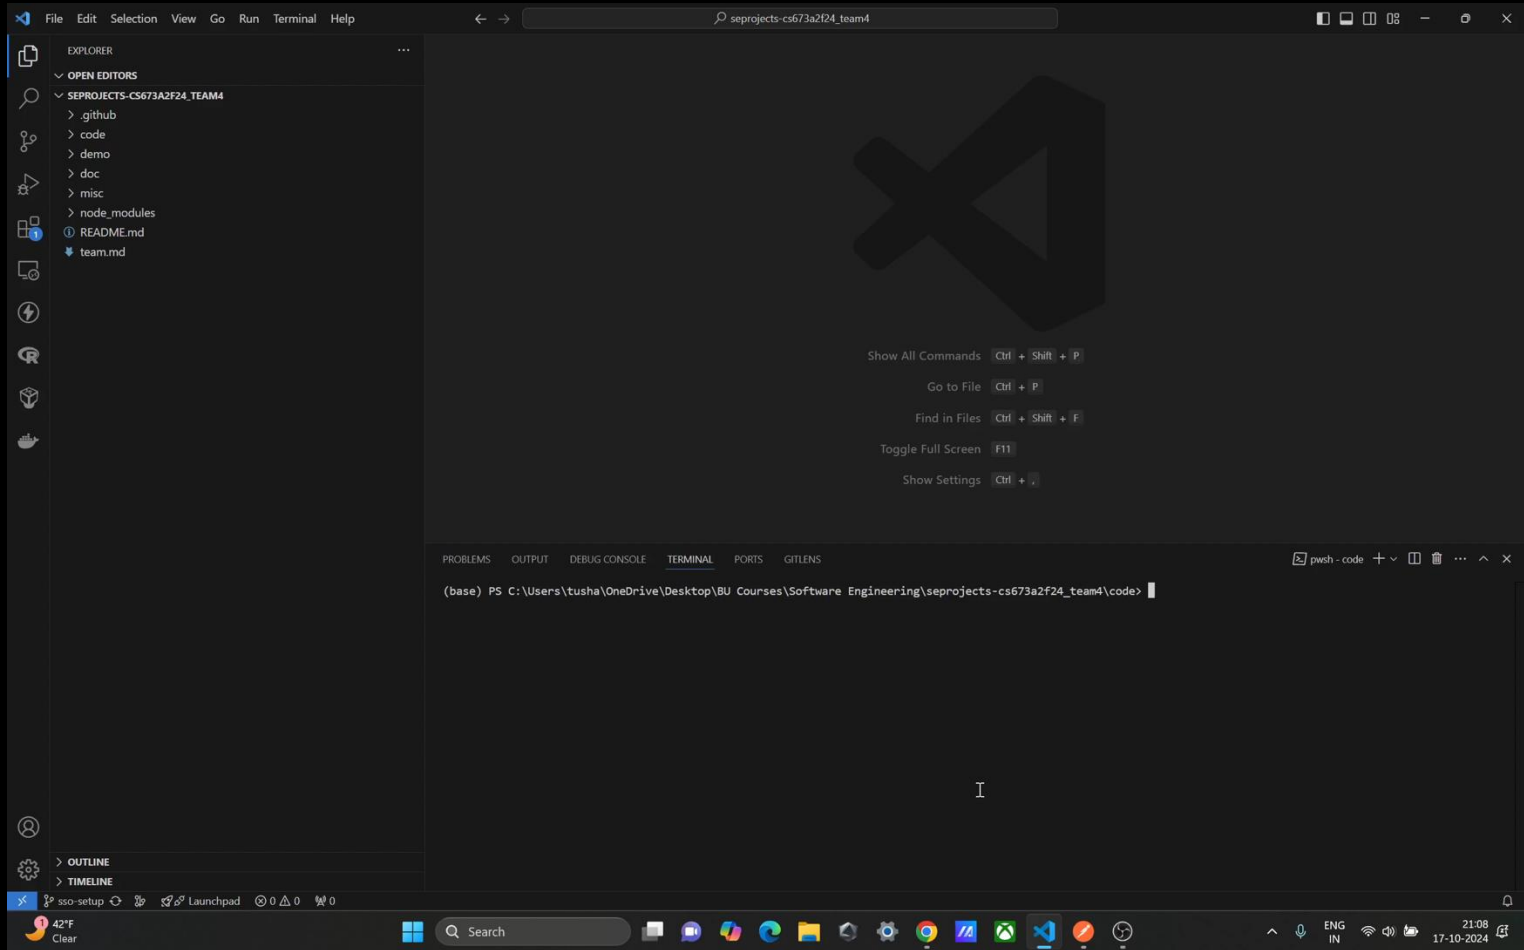 File Edit Selection View Go Run Terminal Help
seprojects-cs673a2f24_team4
EXPLORER
OPEN EDITORS
SEPROJECTS-CS673A2F24_TEAM4
.github
code
demo
doc
misc
node_modules
README.md
team.md
1
Show All Commands Ctrl + Shift + P
Go to File Ctrl + P
Find in Files Ctrl + Shift + F
Toggle Full Screen F11
Show Settings Ctrl + ,
PROBLEMS OUTPUT DEBUG CONSOLE TERMINAL PORTS GITLENS
pwsh - code
(base) PS C:\Users\tusha\OneDrive\Desktop\BU Courses\Software Engineering\seprojects-cs673a2f24_team4\code>
OUTLINE
TIMELINE
sso-setup Launchpad 0 0 0
1
42°F
Clear
Search
ENG
IN
21:08
17-10-2024